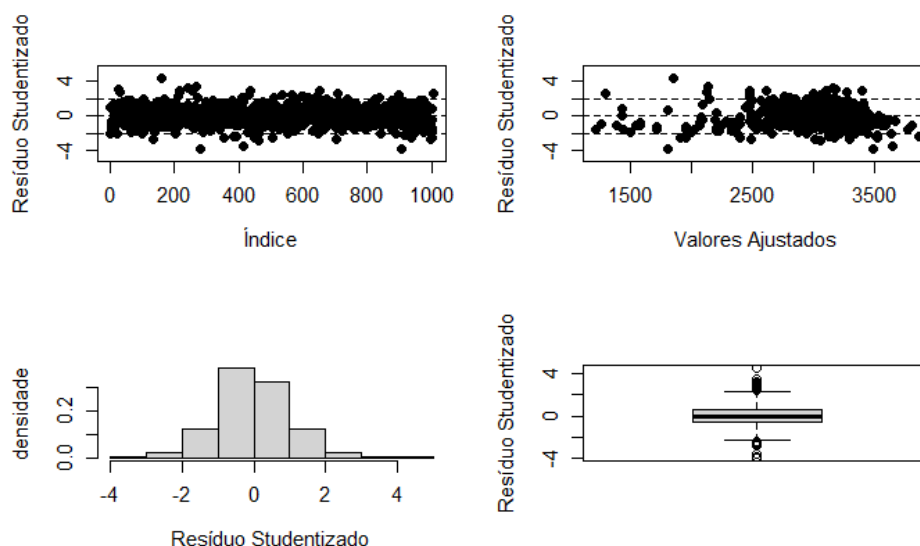 Resíduo Studentizado
4
0
-4
0 200 400 600 800 1000
Índice
Resíduo Studentizado
4
0
-4
1500 2500 3500
Valores Ajustados
densidade
0.2
0.0
-4 -2 0 2 4
Resíduo Studentizado
Resíduo Studentizado
4
0
-4